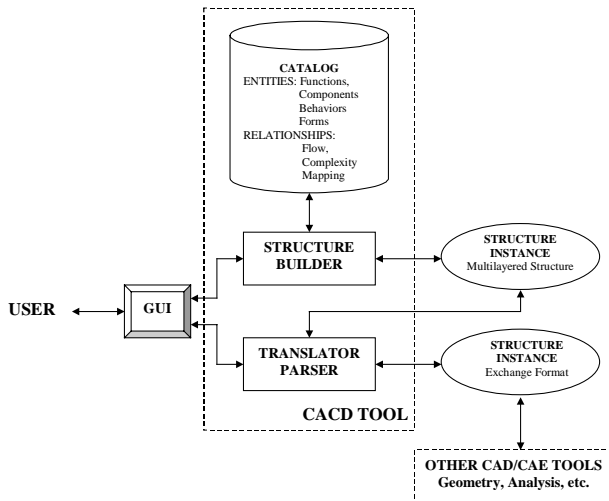 CATALOG
ENTITIES: Functions,
Components
Behaviors
Forms
RELATIONSHIPS:
Flow,
Complexity
Mapping
STRUCTURE
BUILDER
STRUCTURE
INSTANCE
Multilayered Structure
USER
GUI
TRANSLATOR
PARSER
STRUCTURE
INSTANCE
Exchange Format
CACD TOOL
OTHER CAD/CAE TOOLS
Geometry, Analysis, etc.